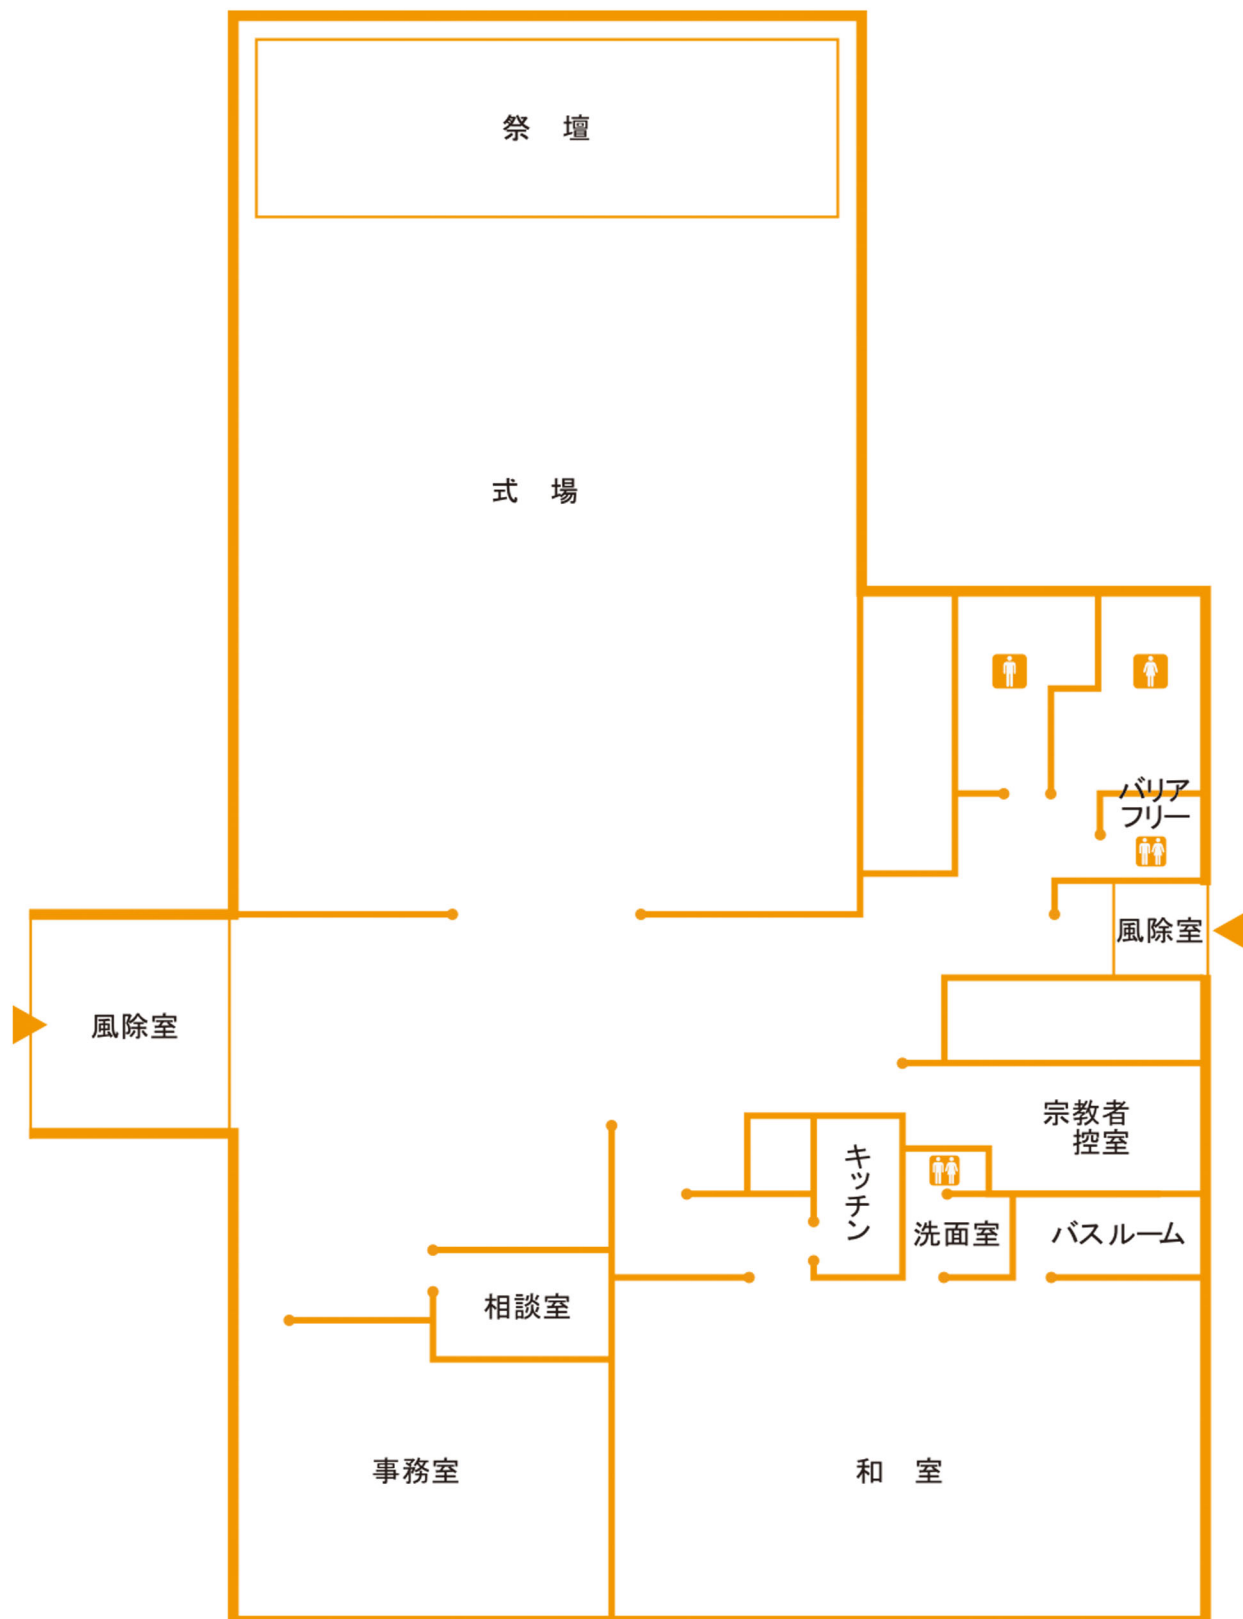 祭　壇
式　場
バリア
フリー
風除室
風除室
宗教者
控室
キッチン
洗面室
バスルーム
相談室
事務室
和　室